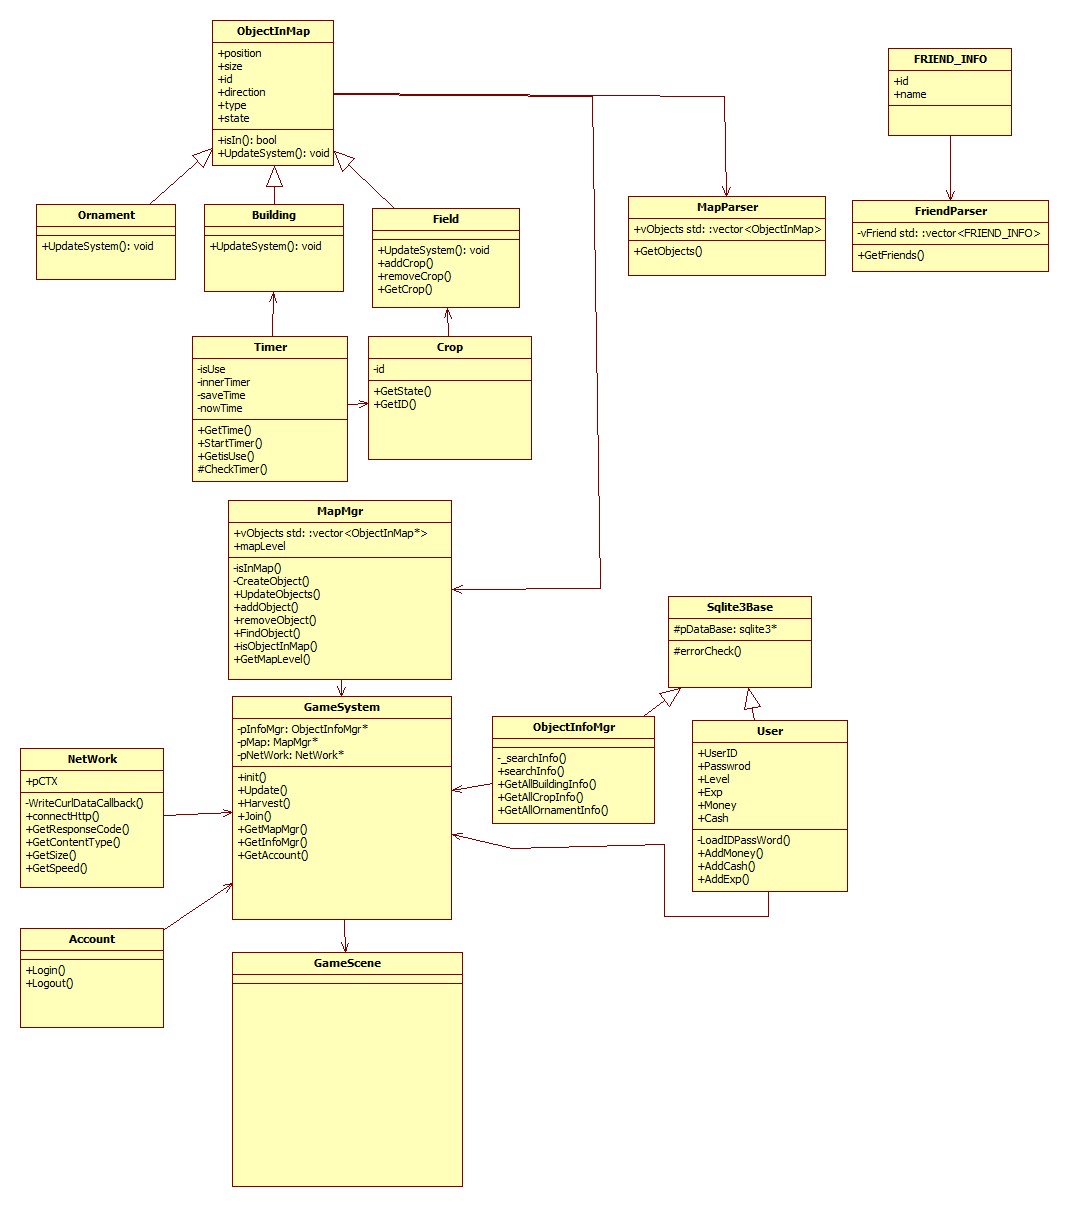 ObjectInMap
+position
+size
+id
+direction
+type
+state
+isIn(): bool
+UpdateSystem(): void
FRIEND_INFO
+id
+name
Ornament
+UpdateSystem(): void
Building
+UpdateSystem(): void
Field
+UpdateSystem(): void
+addCrop()
+removeCrop()
+GetCrop()
MapParser
+vObjects std: :vector<ObjectInMap>
+GetObjects()
FriendParser
-vFriend std: :vector<FRIEND_INFO>
+GetFriends()
Timer
-isUse
-innerTimer
-saveTime
-nowTime
+GetTime()
+StartTimer()
+GetisUse()
#CheckTimer()
Crop
-id
+GetState()
+GetID()
MapMgr
+vObjects std: :vector<ObjectInMap*>
+mapLevel
-isInMap()
-CreateObject()
+UpdateObjects()
+addObject()
+removeObject()
+FindObject()
+isObjectInMap()
+GetMapLevel()
Sqlite3Base
#pDataBase: sqlite3*
#errorCheck()
GameSystem
-pInfoMgr: ObjectInfoMgr*
-pMap: MapMgr*
-pNetWork: NetWork*
+init()
+Update()
+Harvest()
+Join()
+GetMapMgr()
+GetInfoMgr()
+GetAccount()
ObjectInfoMgr
-_searchInfo()
+searchInfo()
+GetAllBuildingInfo()
+GetAllCropInfo()
+GetAllOrnamentInfo()
User
+UserID
+Passwrod
+Level
+Exp
+Money
+Cash
-LoadIDPassWord()
+AddMoney()
+AddCash()
+AddExp()
NetWork
+pCTX
-WriteCurlDataCallback()
+connectHttp()
+GetResponseCode()
+GetContentType()
+GetSize()
+GetSpeed()
Account
+Login()
+Logout()
GameScene